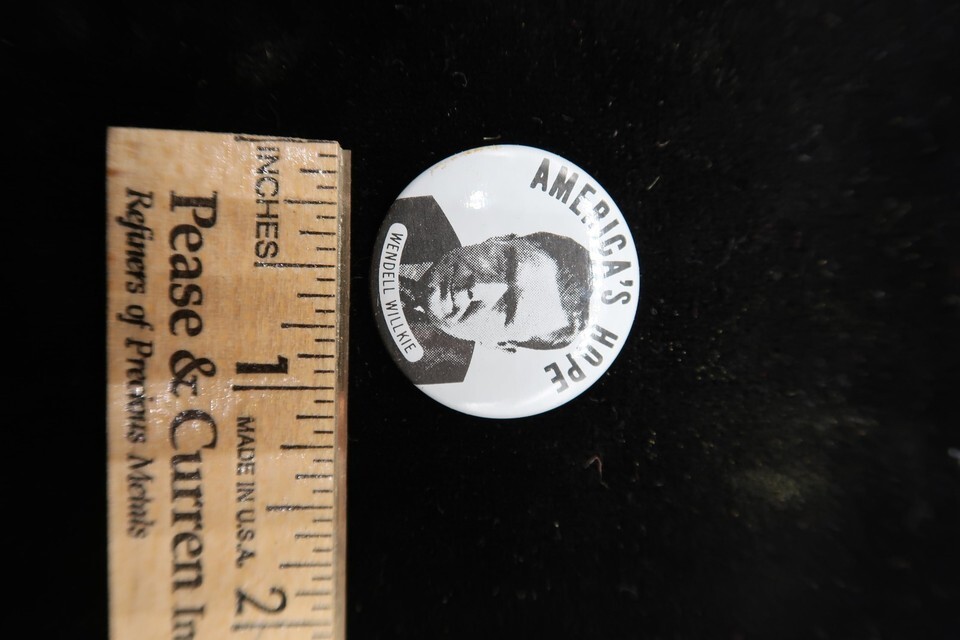 AMERICA'S HOPE
WENDELL WILLKIE
INCHES
1
MADE IN U.S.A.
2
Pease & Curren In
Refiners of Precious Metals